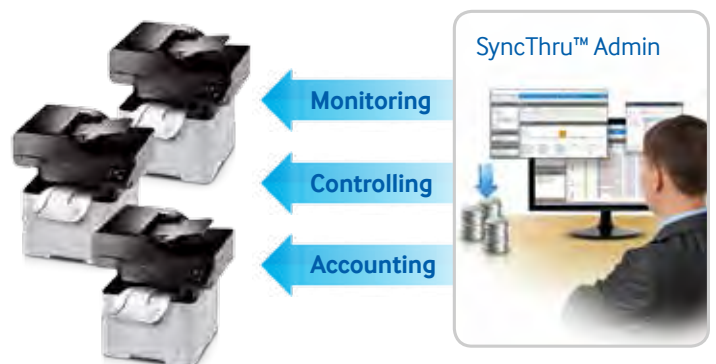 SyncThru™ Admin
Monitoring
Controlling
Accounting